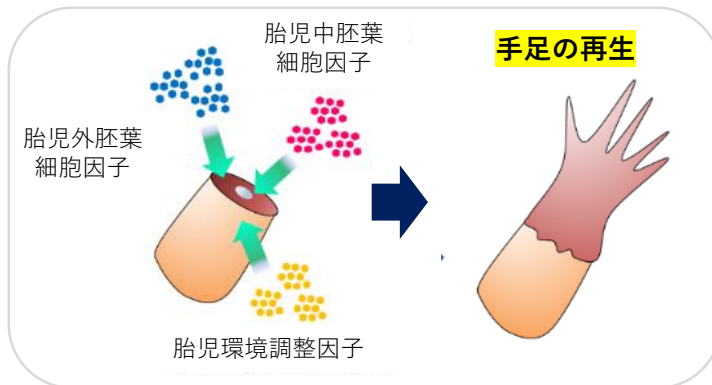 胎児中胚葉
細胞因子
手足の再生
胎児外胚葉
細胞因子
胎児環境調整因子